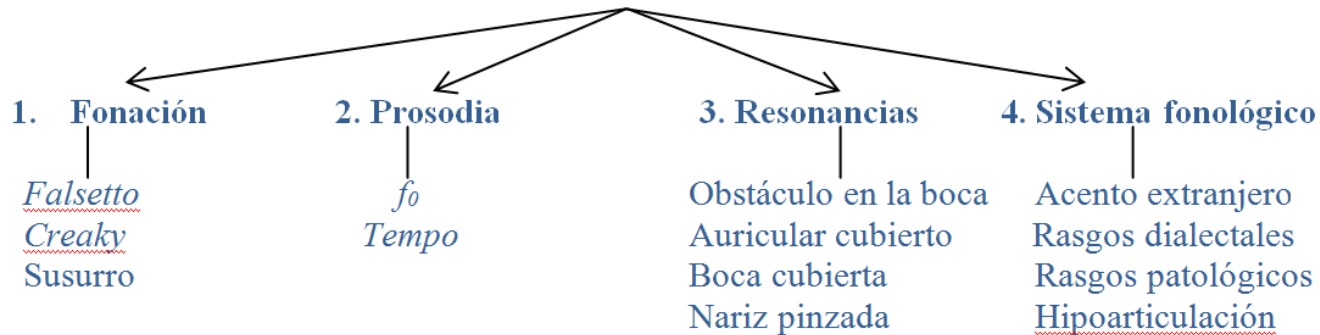 1. Fonación
Falsetto
Creaky
Susurro
2. Prosodia
f0
Tempo
3. Resonancias
Obstáculo en la boca
Auricular cubierto
Boca cubierta
Nariz pinzada
4. Sistema fonológico
Acento extranjero
Rasgos dialectales
Rasgos patológicos
Hipoarticulación